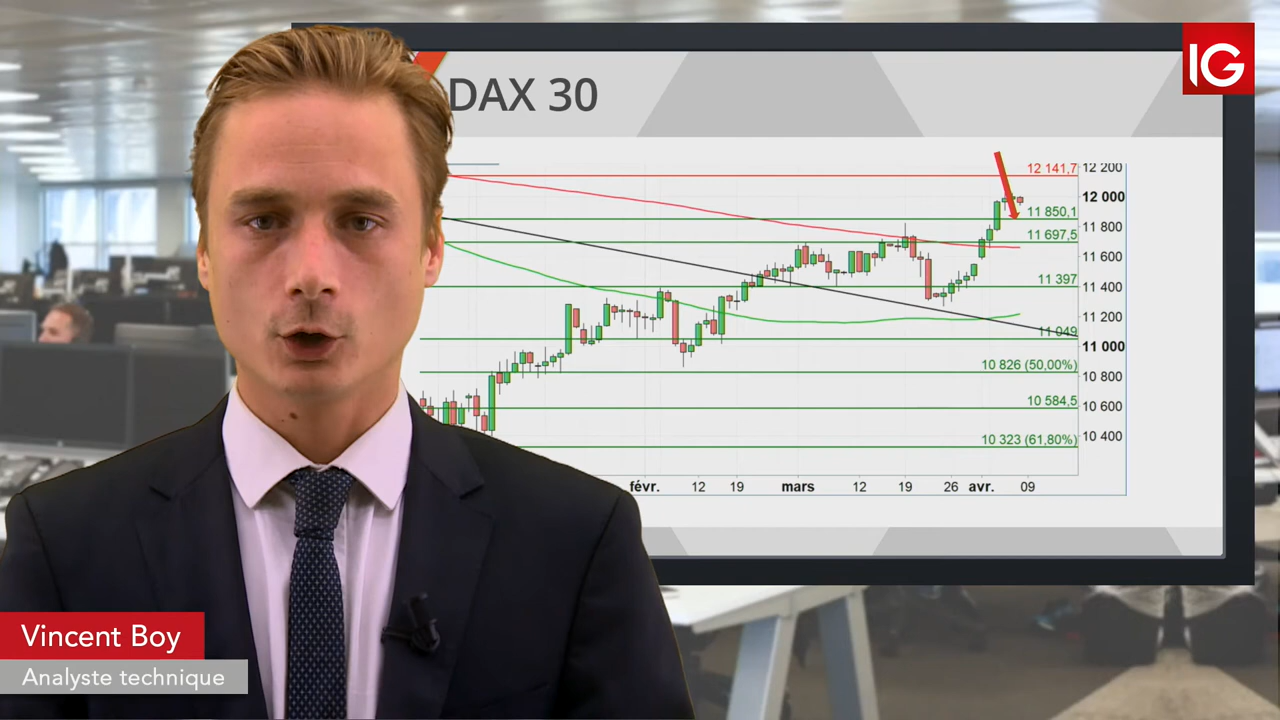 IG
DAX 30
12 141,7
12 200
12 000
11 850,1
11 800
11 697,5
11 600
11 397
11 400
11 200
11 049
11 000
10 826 (50,00%)
10 800
10 584,5
10 600
10 323 (61,80%)
10 400
févr. 12 19 mars 12 19 26 avr. 09
Vincent Boy
Analyste technique